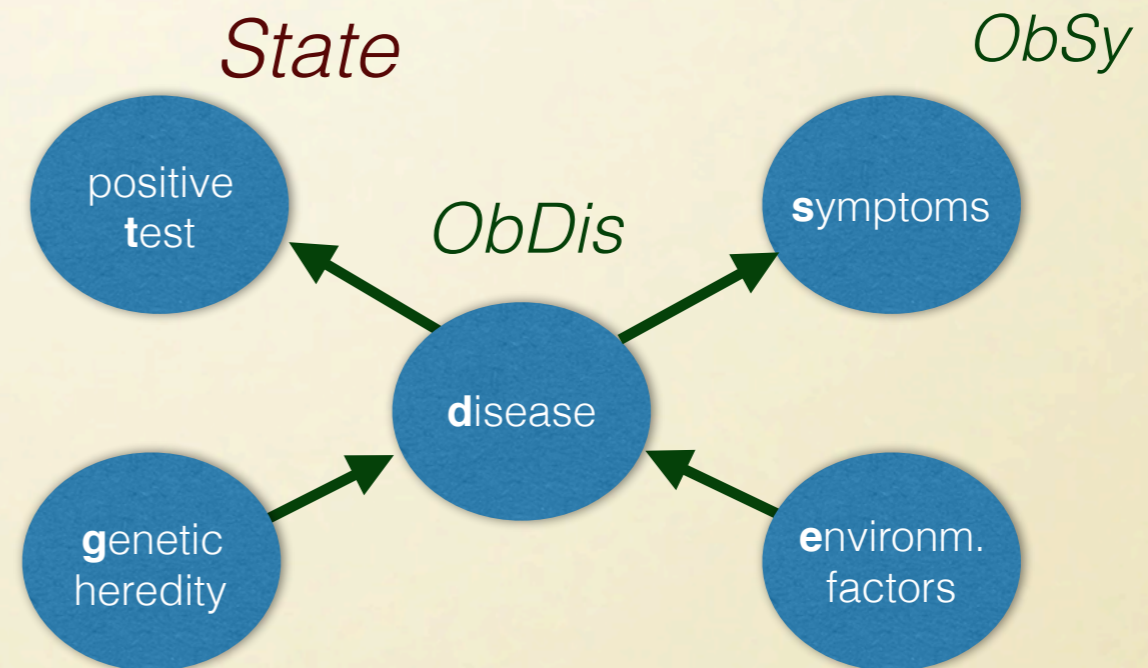 State
ObSy
positive
test
ObDis
symptoms
disease
genetic
heredity
environm.
factors